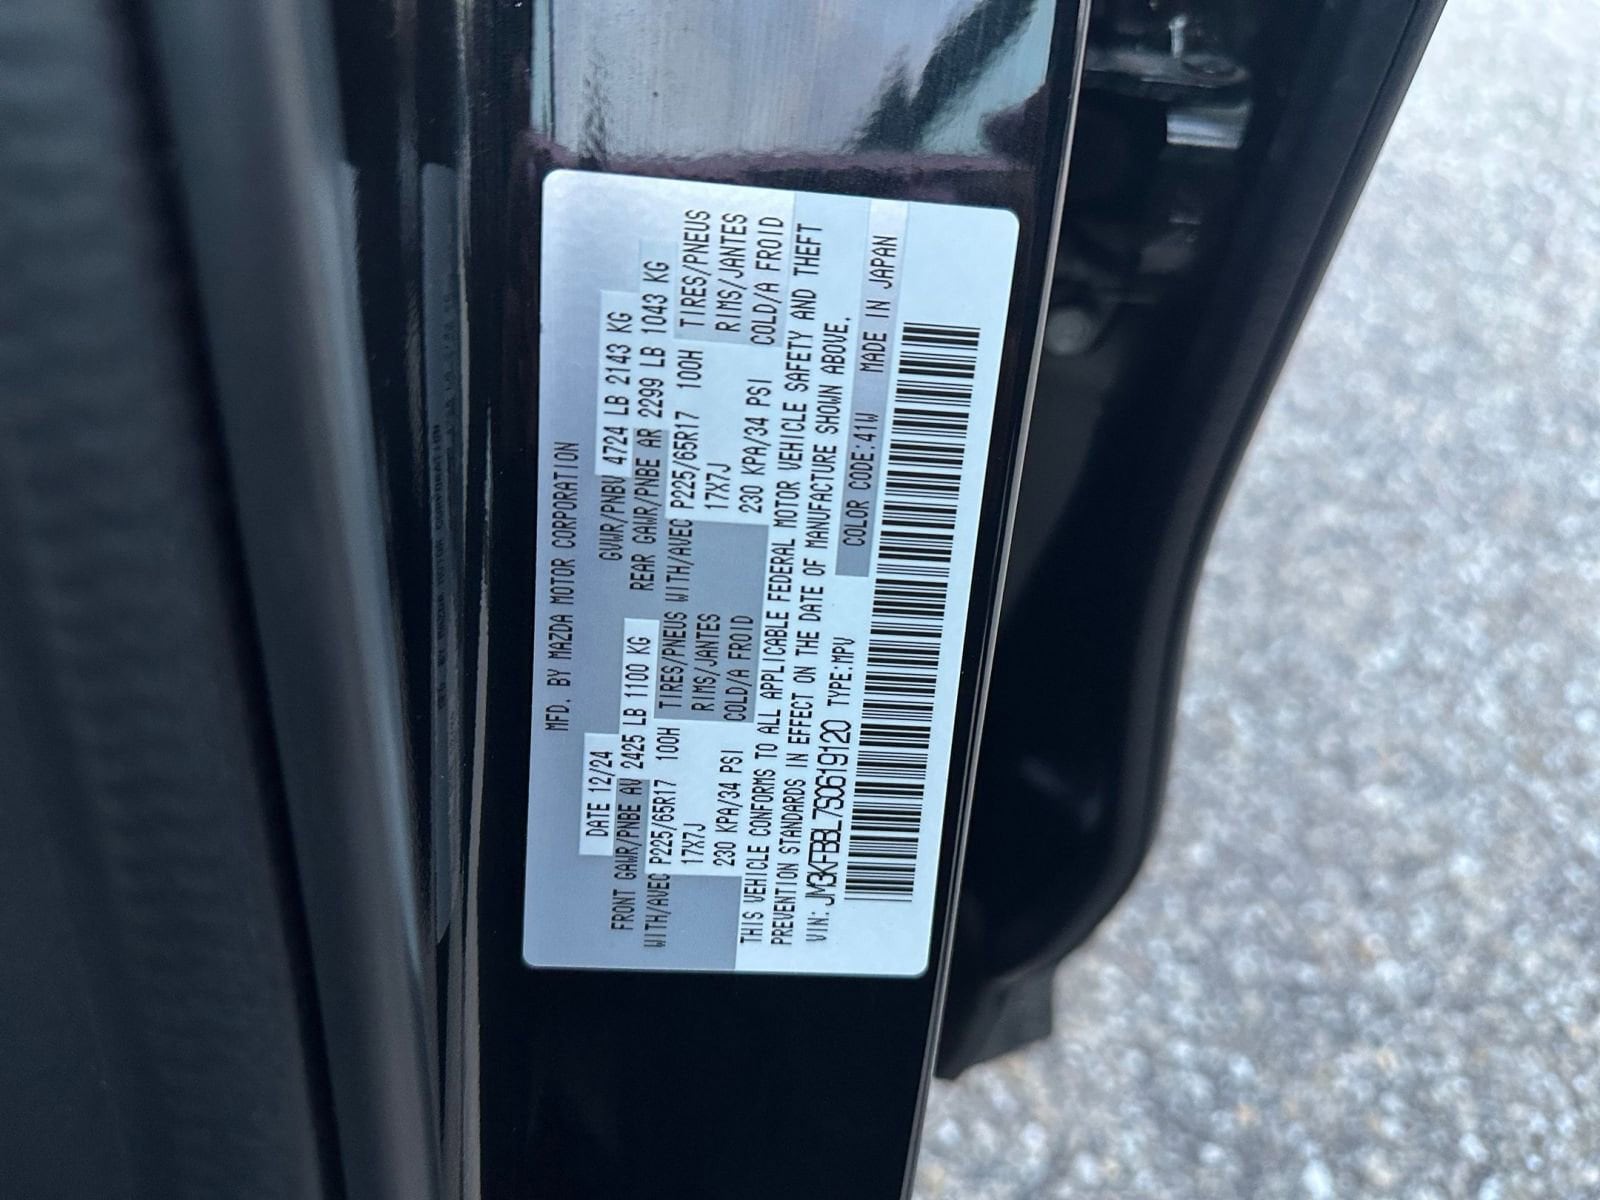 MFD. BY MAZDA MOTOR CORPORATION
DATE 12/24 GVWR/PNBV 4724 LB 2143 KG
FRONT GAWR/PNBE AV 2425 LB 1100 KG REAR GAWR/PNBE AR 2299 LB 1043 KG
WITH/AVEC P225/65R17 100H TIRES/PNEUS WITH/AVEC P225/65R17 100H TIRES/PNEUS
17X7J RIMS/JANTES 17X7J RIMS/JANTES
230 KPA/34 PSI COLD/A FROID 230 KPA/34 PSI COLD/A FROID
THIS VEHICLE CONFORMS TO ALL APPLICABLE FEDERAL MOTOR VEHICLE SAFETY AND THEFT
PREVENTION STANDARDS IN EFFECT ON THE DATE OF MANUFACTURE SHOWN ABOVE.
VIN: JM3KFBBL7S0619120 TYPE:MPV COLOR CODE:41W MADE IN JAPAN